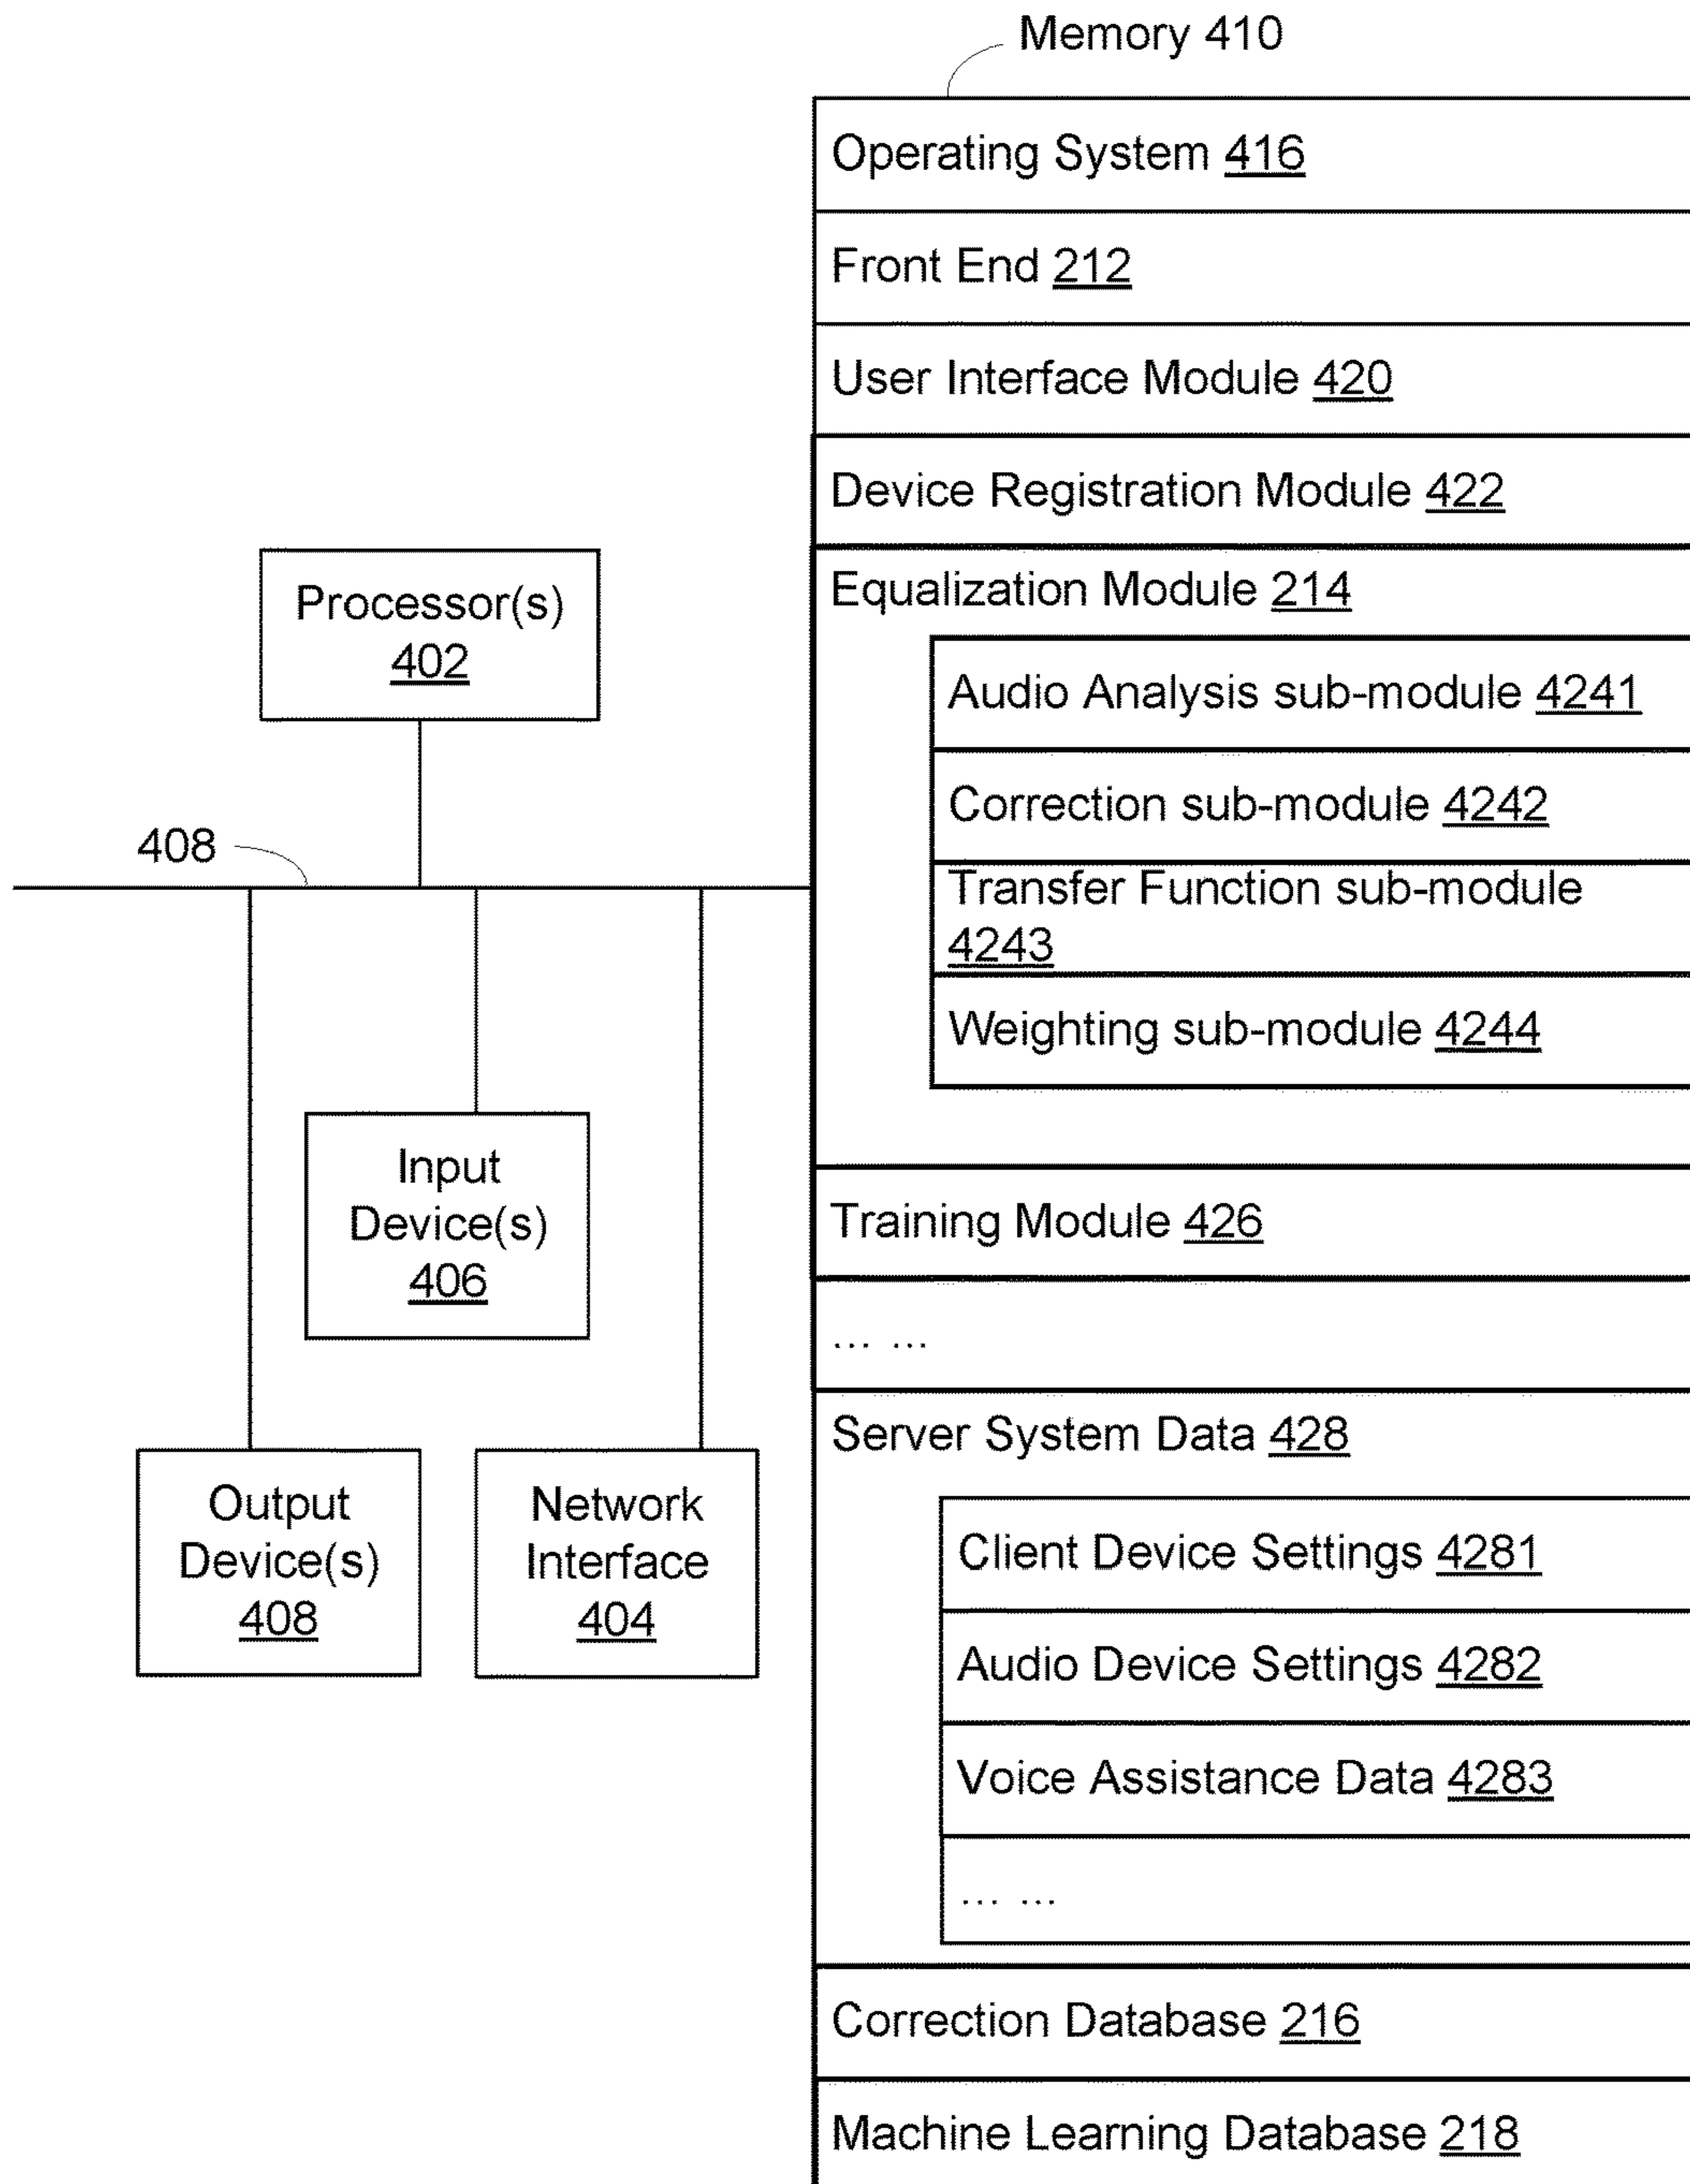 Memory 410
Operating System 416
Front End 212
User Interface Module 420
Device Registration Module 422
Equalization Module 214
Audio Analysis sub-module 4241
Correction sub-module 4242
Transfer Function sub-module
4243
Weighting sub-module 4244
Training Module 426
... ...
Server System Data 428
Client Device Settings 4281
Audio Device Settings 4282
Voice Assistance Data 4283
... ...
Correction Database 216
Machine Learning Database 218
Processor(s)
402
408
Input
Device(s)
406
Output
Device(s)
408
Network
Interface
404